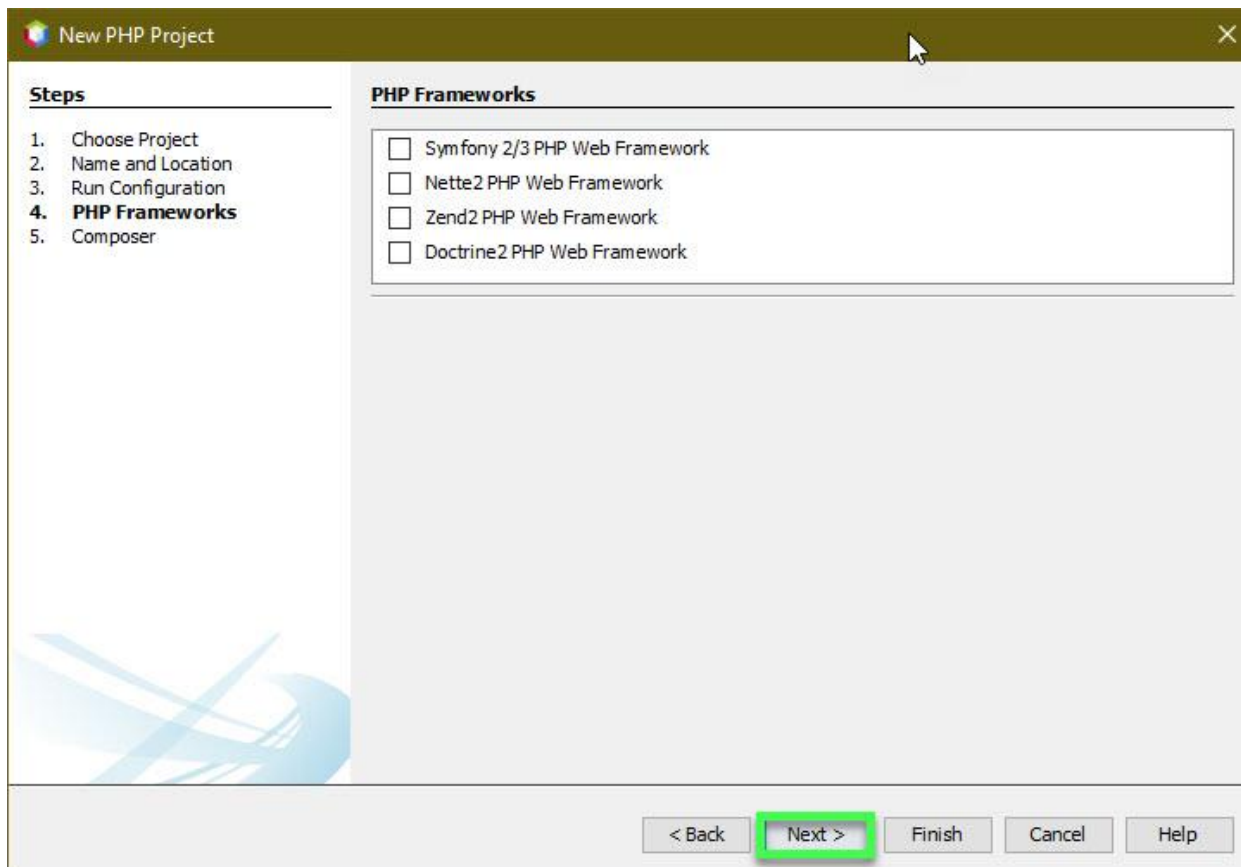 New PHP Project
Steps
1. Choose Project
2. Name and Location
3. Run Configuration
4. PHP Frameworks
5. Composer
PHP Frameworks
Symfony 2/3 PHP Web Framework
Nette2 PHP Web Framework
Zend2 PHP Web Framework
Doctrine2 PHP Web Framework
< Back Next > Finish Cancel Help